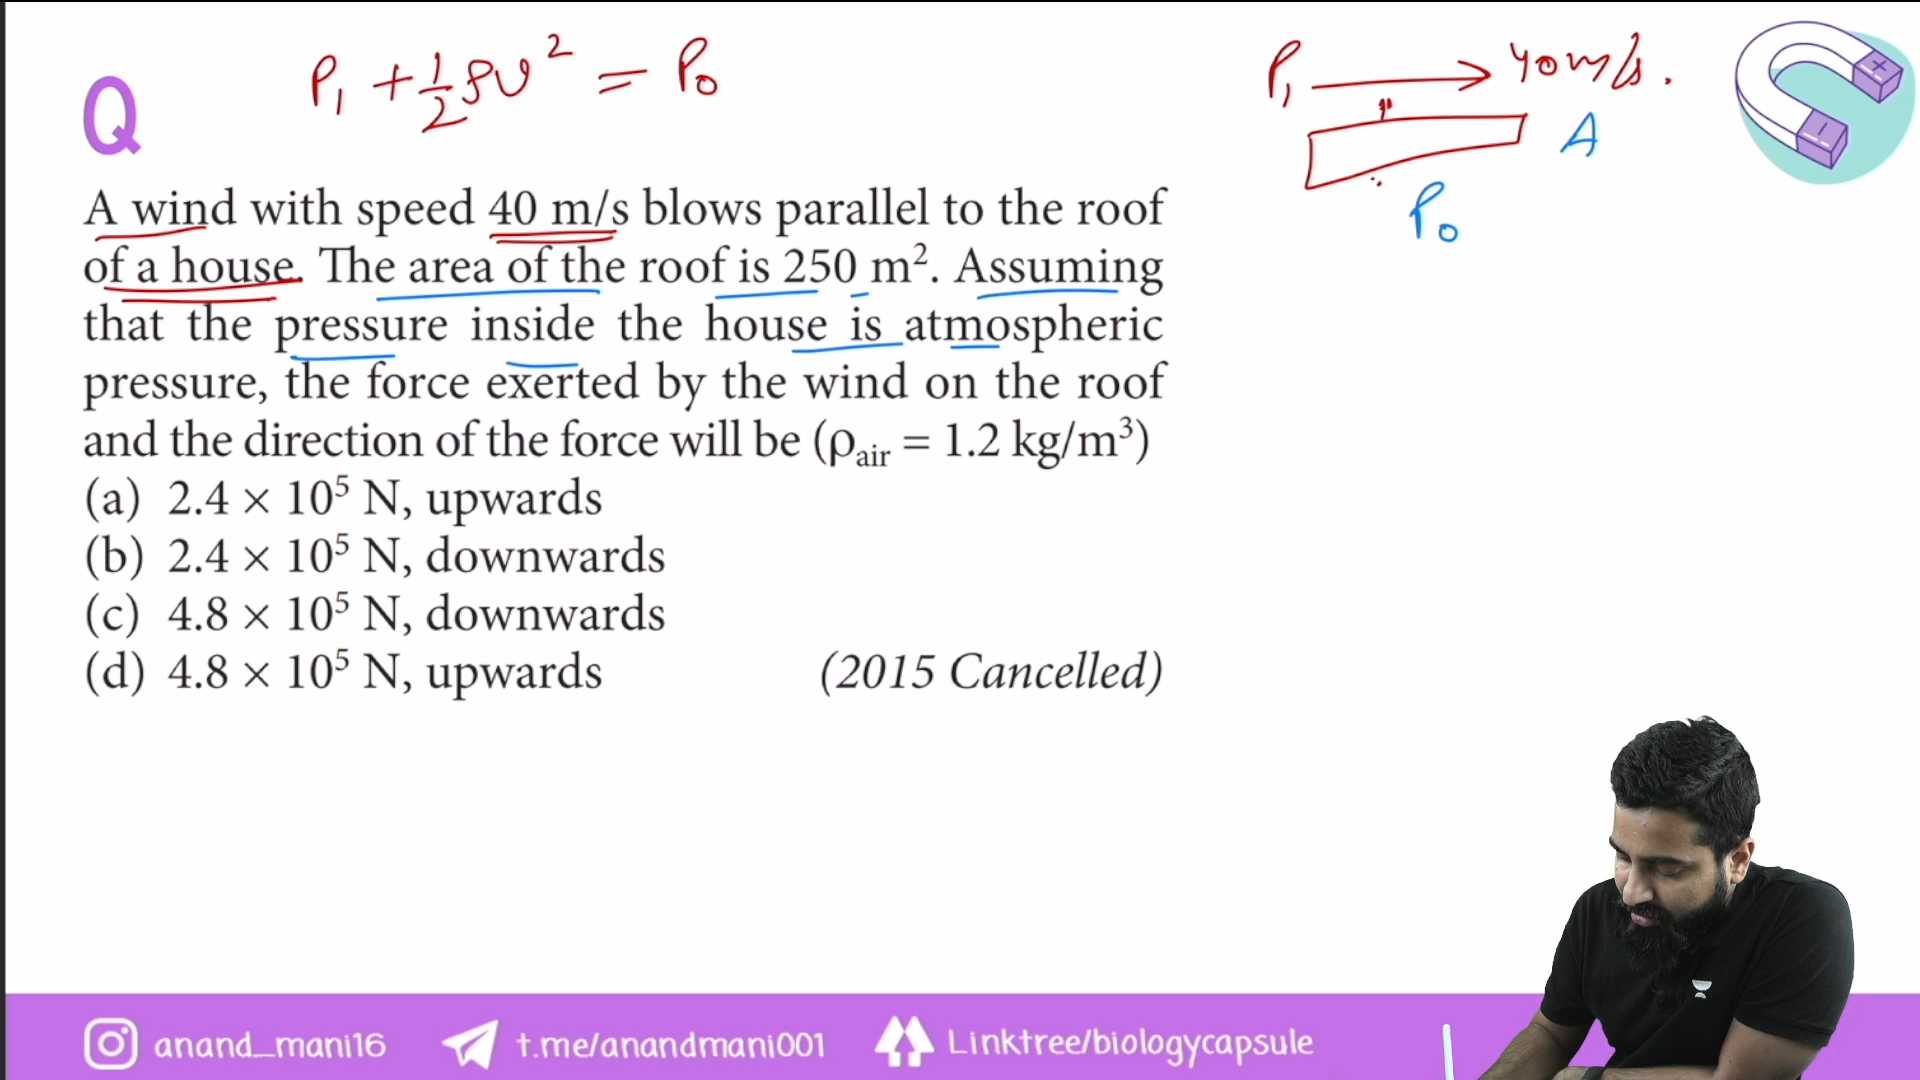 P₁ + 1/2 ρv² = P₀
P₁ → 40 m/s.
A
P₀
Q
A wind with speed 40 m/s blows parallel to the roof
of a house. The area of the roof is 250 m². Assuming
that the pressure inside the house is atmospheric
pressure, the force exerted by the wind on the roof
and the direction of the force will be (ρair = 1.2 kg/m³)
(a) 2.4 × 10⁵ N, upwards
(b) 2.4 × 10⁵ N, downwards
(c) 4.8 × 10⁵ N, downwards
(d) 4.8 × 10⁵ N, upwards (2015 Cancelled)
anand_mani16 t.me/anandmani001 Linktree/biologycapsule